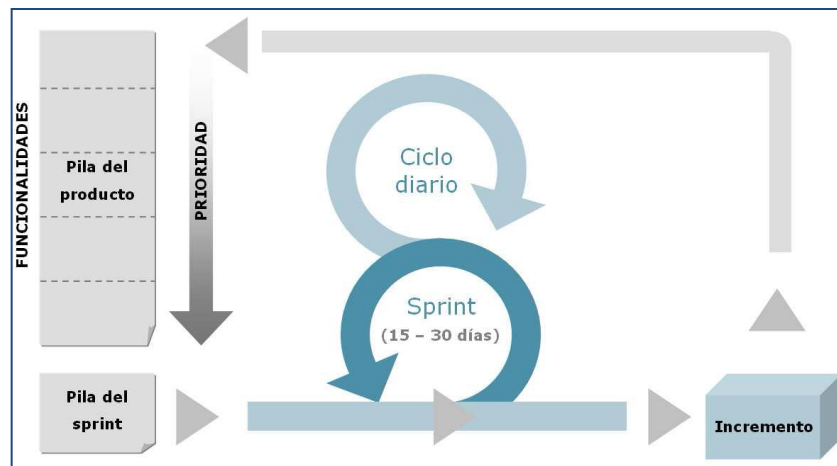 FUNCIONALIDADES
Pila del
producto
PRIORIDAD
Ciclo
diario
Sprint
(15 – 30 días)
Pila del
sprint
Incremento